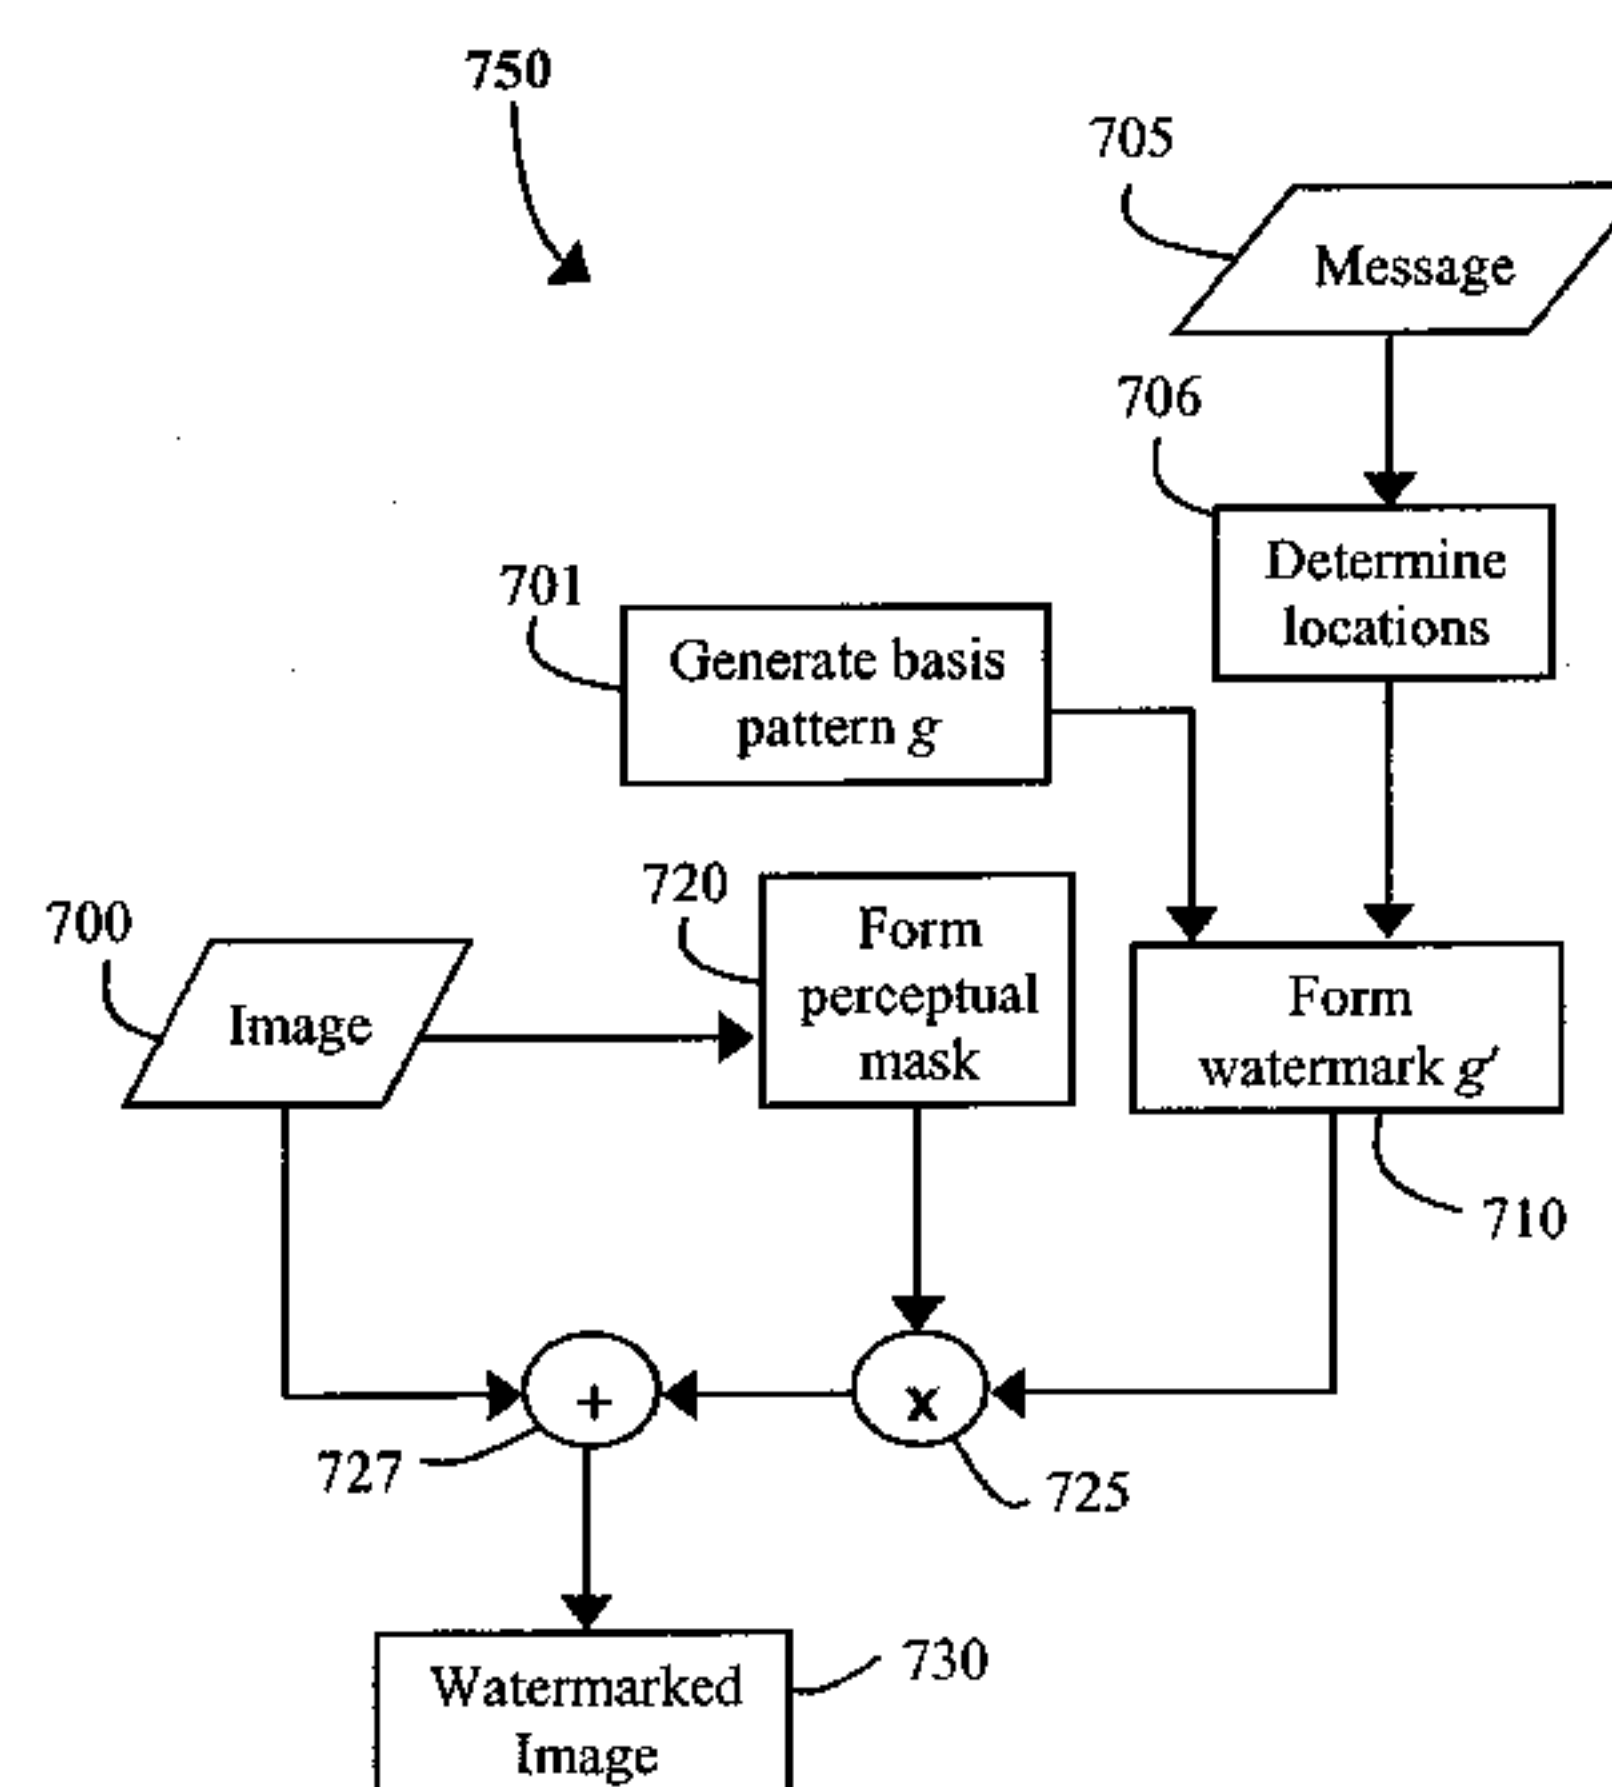 750
705
Message
706
Determine
locations
701
Generate basis
pattern g
720
Form
perceptual
mask
700
Image
Form
watermark g'
710
+
x
727
725
730
Watermarked
Image